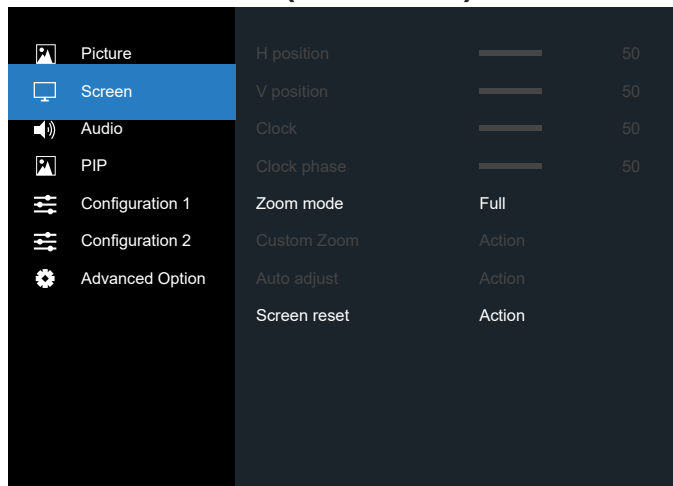 Picture
Screen
Audio
PIP
Configuration 1
Configuration 2
Advanced Option
H position 50
V position 50
Clock 50
Clock phase 50
Zoom mode Full
Custom Zoom Action
Auto adjust Action
Screen reset Action